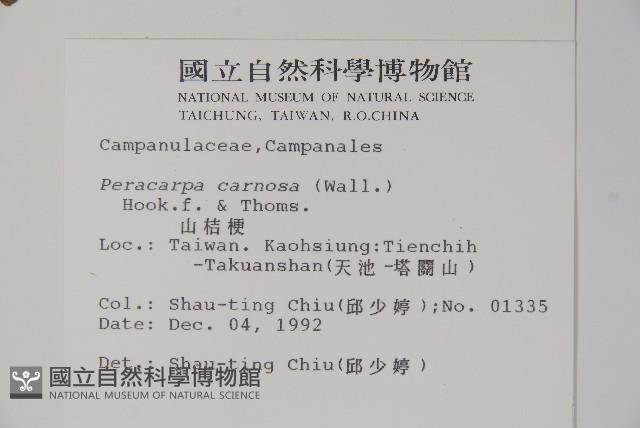 國立自然科學博物館
NATIONAL MUSEUM OF NATURAL SCIENCE
TAICHUNG, TAIWAN, R.O.CHINA
Campanulaceae,Campanales
Peracarpa carnosa (Wall.)
Hook.f. & Thoms.
山桔梗
Loc.: Taiwan. Kaohsiung:Tienchih
-Takuanshan(天池-塔關山)
Col.: Shau-ting Chiu(邱少婷);No. 01335
Date: Dec. 04, 1992
Det.: Shau-ting Chiu(邱少婷)
國立自然科學博物館
NATIONAL MUSEUM OF NATURAL SCIENCE